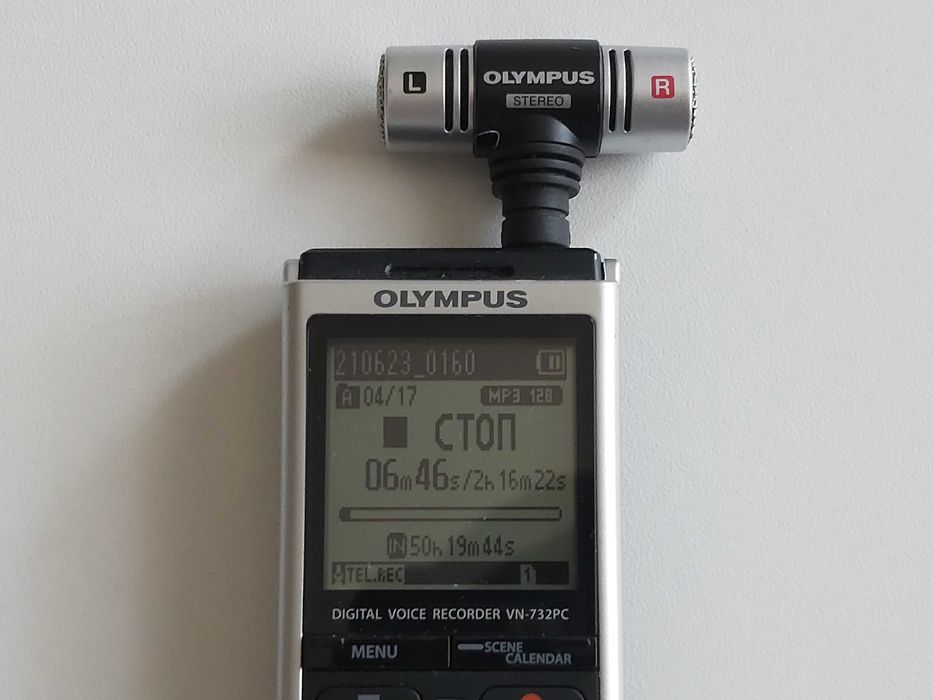 L OLYMPUS R
STEREO
OLYMPUS
210623_0160
A 04/17 MP3 128
СТОП
06m46s/2h16m22s
IN 50h19m44s
TEL.REC 1
DIGITAL VOICE RECORDER VN-732PC
MENU
SCENE
CALENDAR